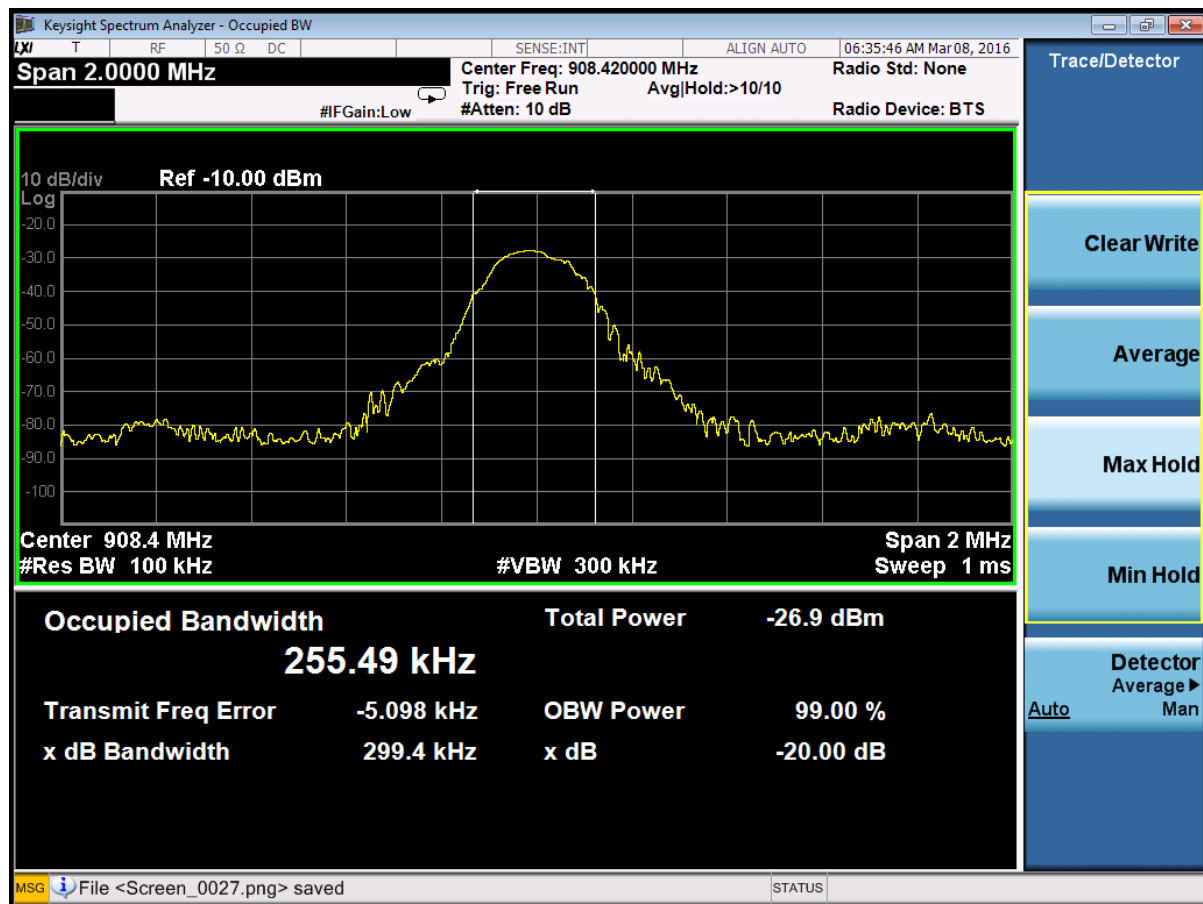 Keysight Spectrum Analyzer - Occupied BW
LXI T RF 50 Ω DC SENSE:INT ALIGN AUTO 06:35:46 AM Mar 08, 2016
Span 2.0000 MHz
Center Freq: 908.420000 MHz Radio Std: None
Trig: Free Run Avg|Hold:>10/10
#IFGain:Low #Atten: 10 dB Radio Device: BTS
10 dB/div Ref -10.00 dBm
Log
-20.0
-30.0
-40.0
-50.0
-60.0
-70.0
-80.0
-90.0
-100
Center 908.4 MHz Span 2 MHz
#Res BW 100 kHz #VBW 300 kHz Sweep 1 ms
Occupied Bandwidth Total Power -26.9 dBm
255.49 kHz
Transmit Freq Error -5.098 kHz OBW Power 99.00 %
x dB Bandwidth 299.4 kHz x dB -20.00 dB
Trace/Detector
Clear Write
Average
Max Hold
Min Hold
Detector
Average
Auto Man
MSG File <Screen_0027.png> saved STATUS